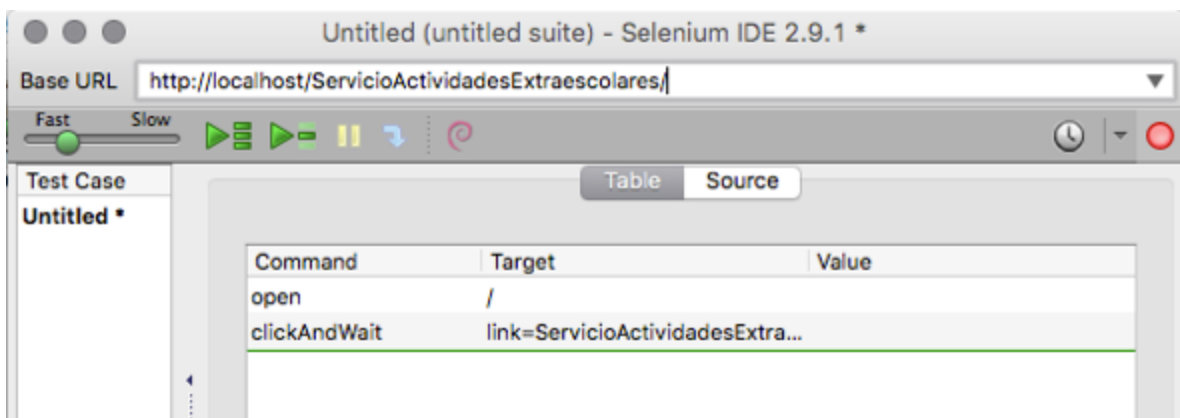 Untitled (untitled suite) - Selenium IDE 2.9.1 *
Base URL http://localhost/ServicioActividadesExtraescolares/
Fast Slow
Test Case
Table Source
Untitled *
Command Target Value
open /
clickAndWait link=ServicioActividadesExtra...